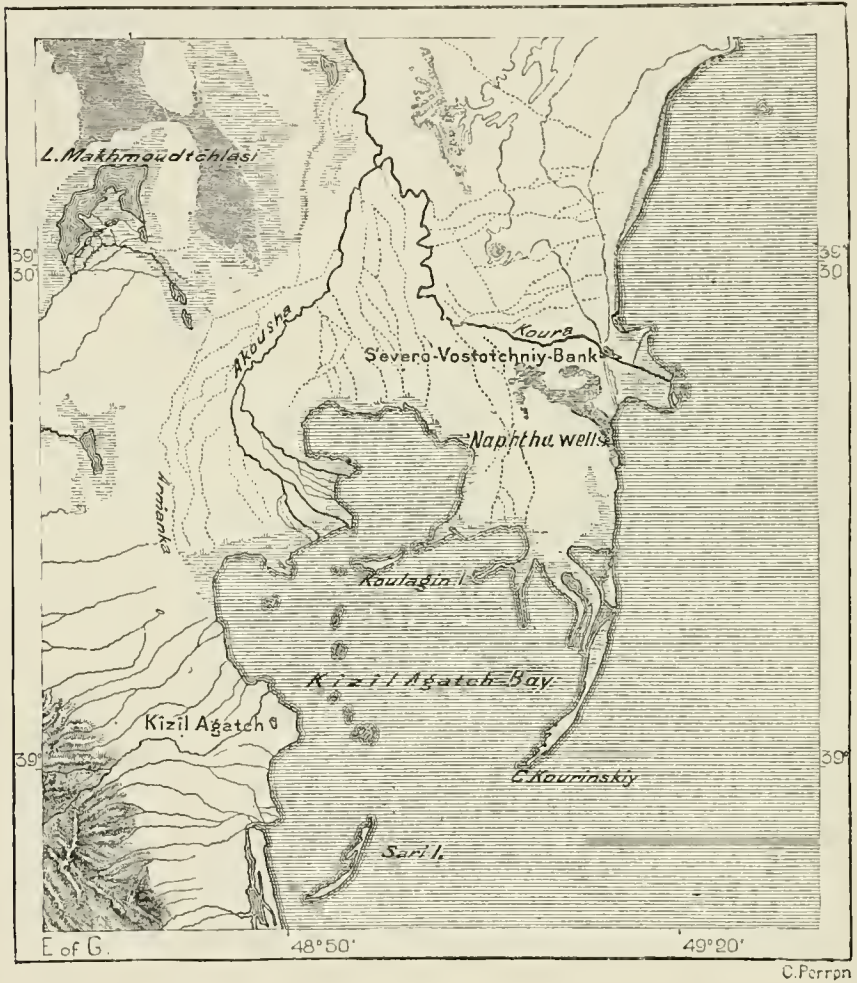 L. Makhmoudtchlasi
39°
30'
39°
30'
Akousha
Koura
Severo-Vostotchniy-Bank
Naphtha wells
Armianka
Koulagin I.
Kizil Agatch-Bay
Kizil Agatch
39°
39°
C. Kourinskiy
Sari I.
E of G.
48°50'
49°20'
C. Perron